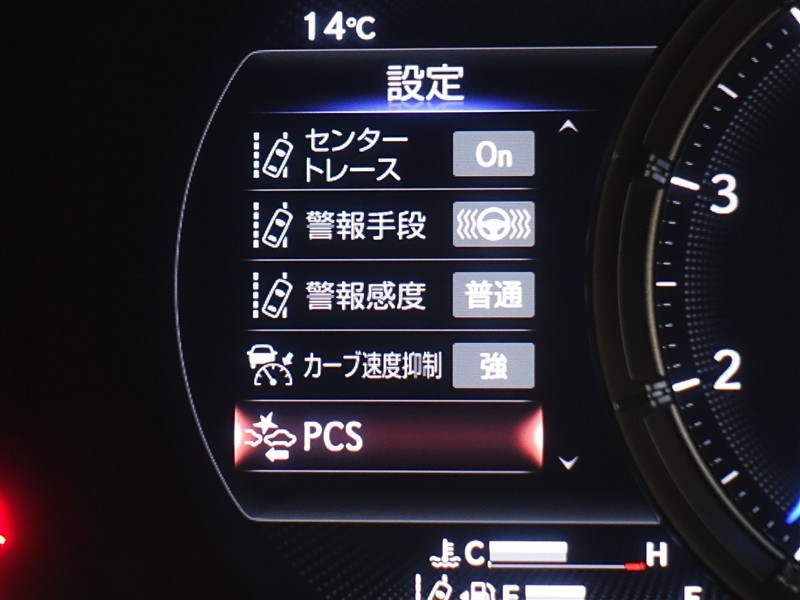 14℃
設定
センター
トレース
On
警報手段
警報感度
普通
カーブ速度抑制
強
PCS
3
2
C
H
E
F